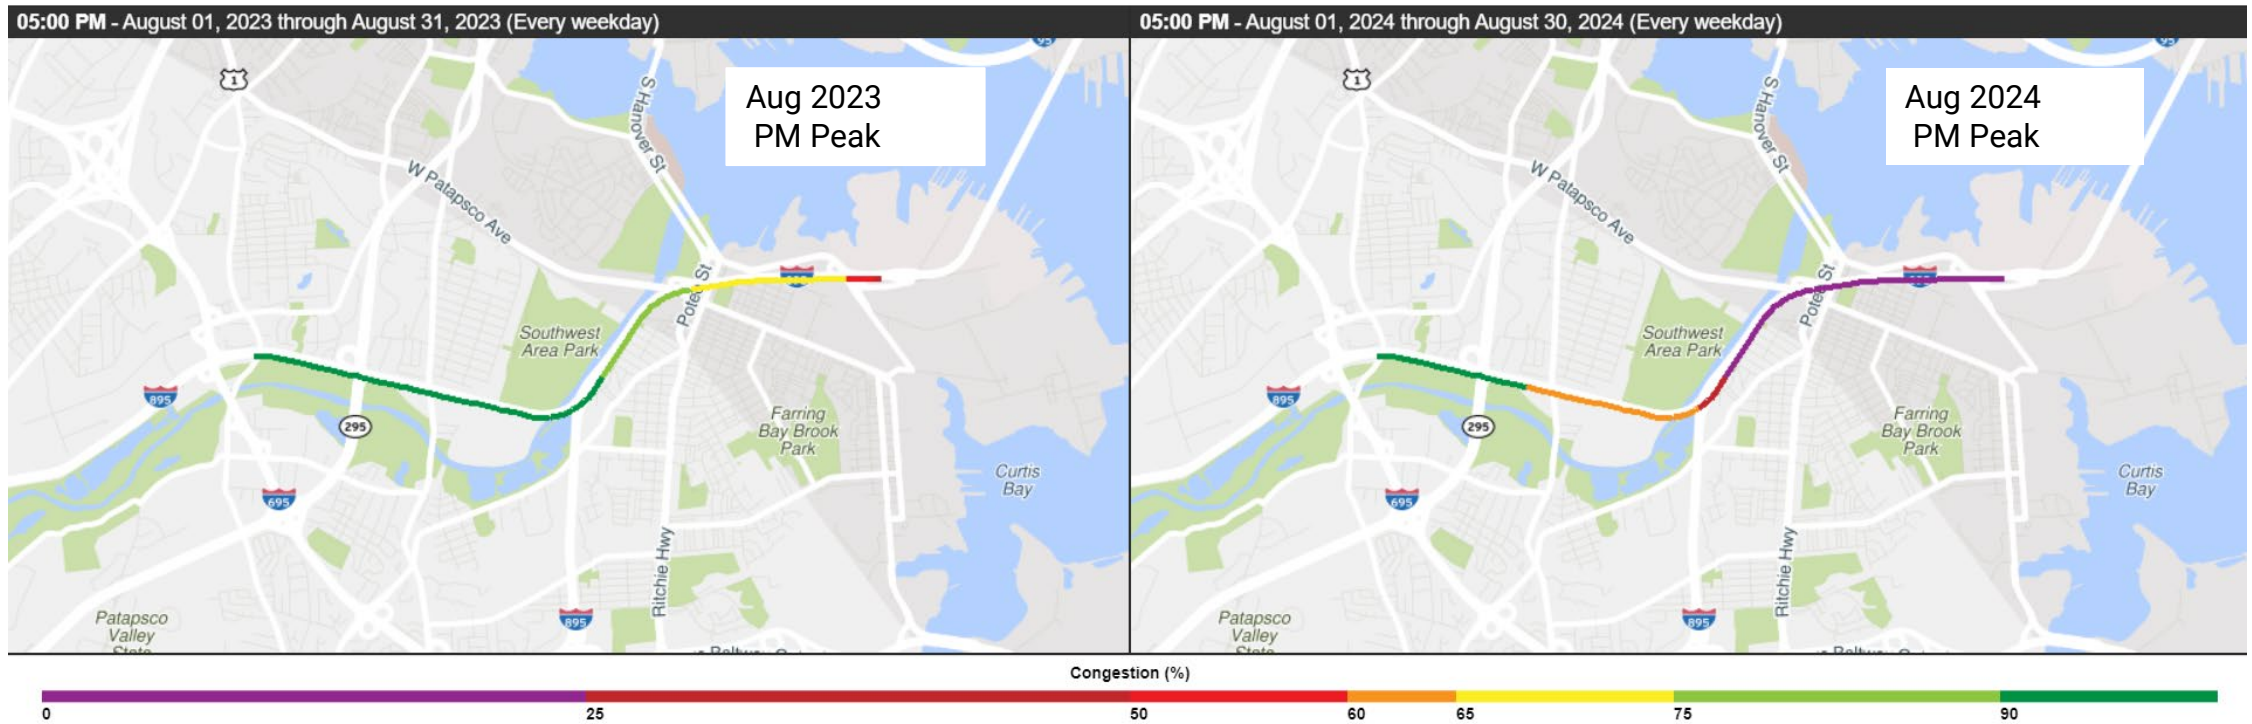 05:00 PM - August 01, 2023 through August 31, 2023 (Every weekday)
1
95
S Hanover St
Aug 2023
PM Peak
W Patapsco Ave
Potee St
Southwest
Area Park
895
295
Farring
Bay Brook
Park
Curtis
Bay
695
Ritchie Hwy
895
Patapsco
Valley
State
05:00 PM - August 01, 2024 through August 30, 2024 (Every weekday)
1
95
S Hanover St
Aug 2024
PM Peak
W Patapsco Ave
Potee St
Southwest
Area Park
895
295
Farring
Bay Brook
Park
Curtis
Bay
695
Ritchie Hwy
895
Patapsco
Valley
State
Congestion (%)
0 25 50 60 65 75 90